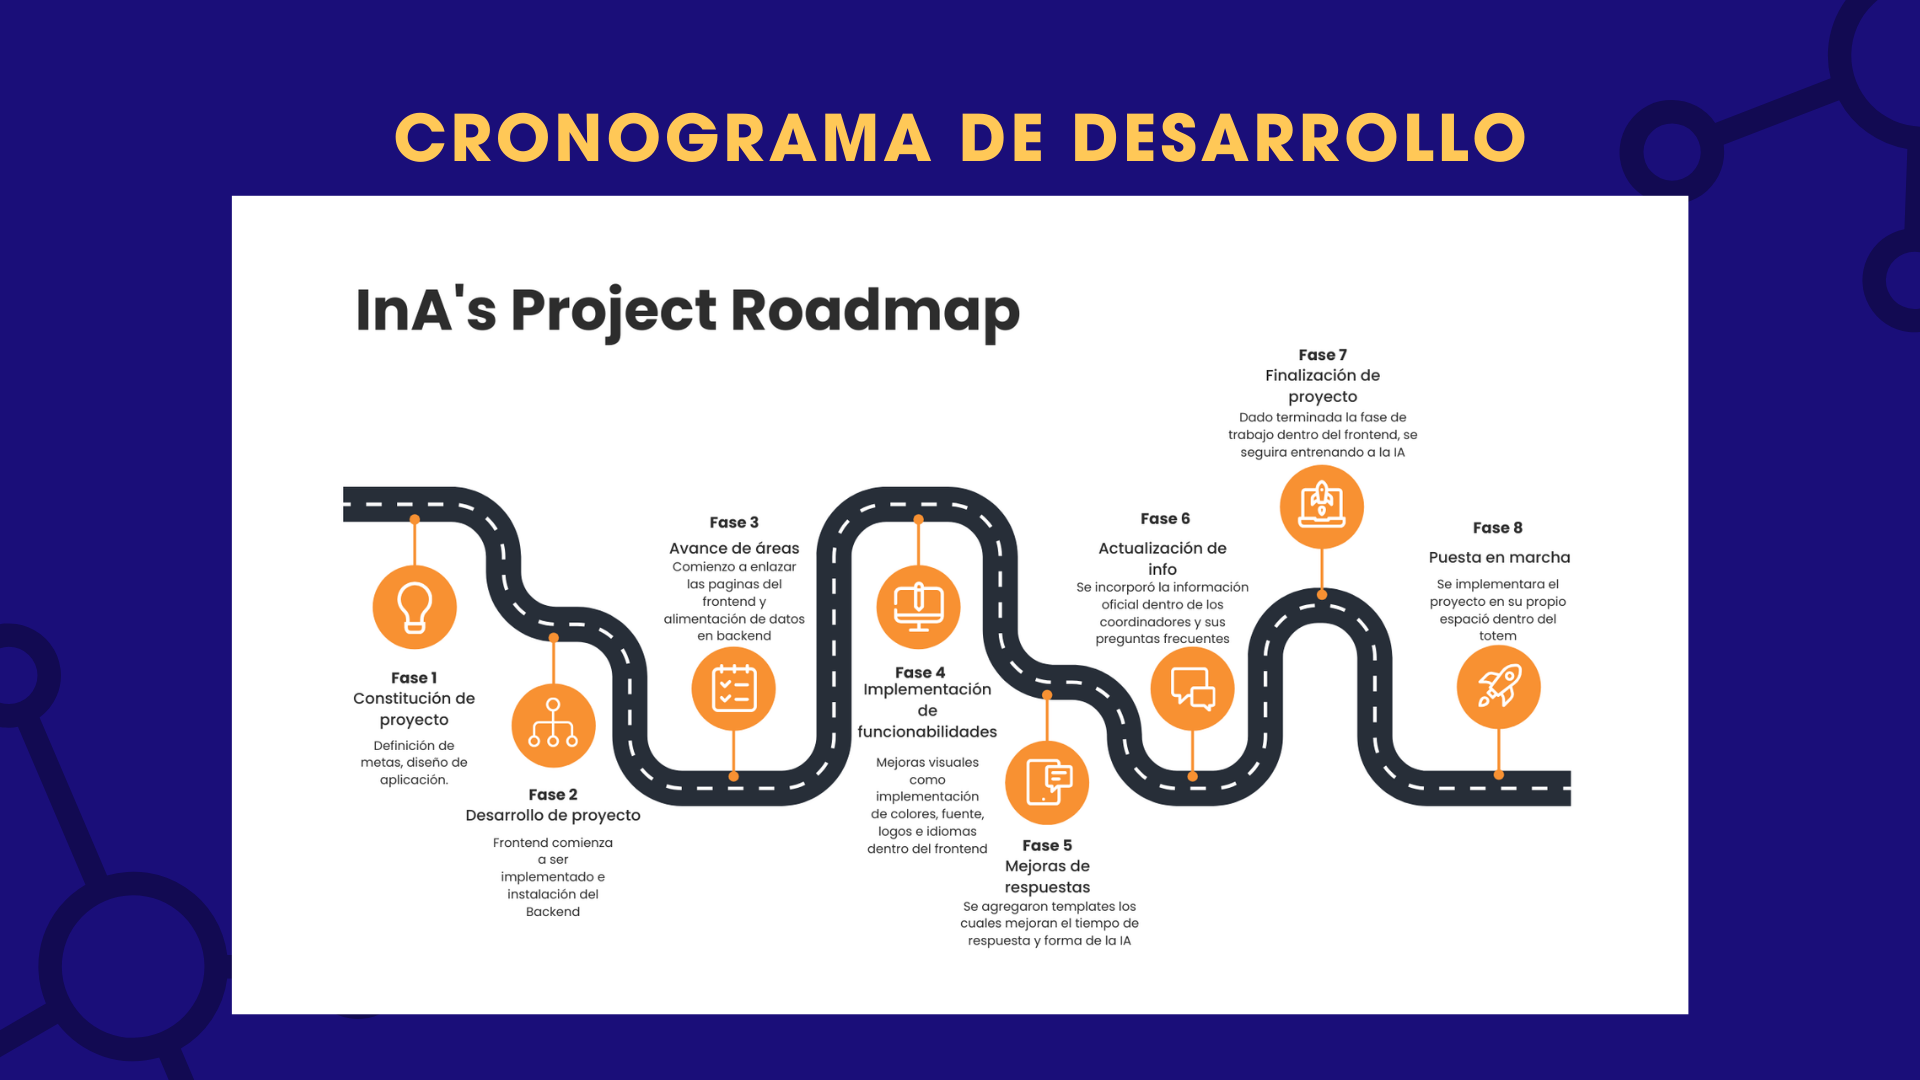 CRONOGRAMA DE DESARROLLO
InA's Project Roadmap
Fase 1
Constitución de
proyecto
Definición de
metas, diseño de
aplicación.
Fase 2
Desarrollo de proyecto
Frontend comienza
a ser
implementado e
instalación del
Backend
Fase 3
Avance de áreas
Comienzo a enlazar
las paginas del
frontend y
alimentación de datos
en backend
Fase 4
Implementación
de
funcionabilidades
Mejoras visuales
como
implementación
de colores, fuente,
logos e idiomas
dentro del frontend
Fase 5
Mejoras de
respuestas
Se agregaron templates los
cuales mejoran el tiempo de
respuesta y forma de la IA
Fase 6
Actualización de
info
Se incorporó la información
oficial dentro de los
coordinadores y sus
preguntas frecuentes
Fase 7
Finalización de
proyecto
Dado terminada la fase de
trabajo dentro del frontend, se
seguira entrenando a la IA
Fase 8
Puesta en marcha
Se implementara el
proyecto en su propio
espació dentro del
totem